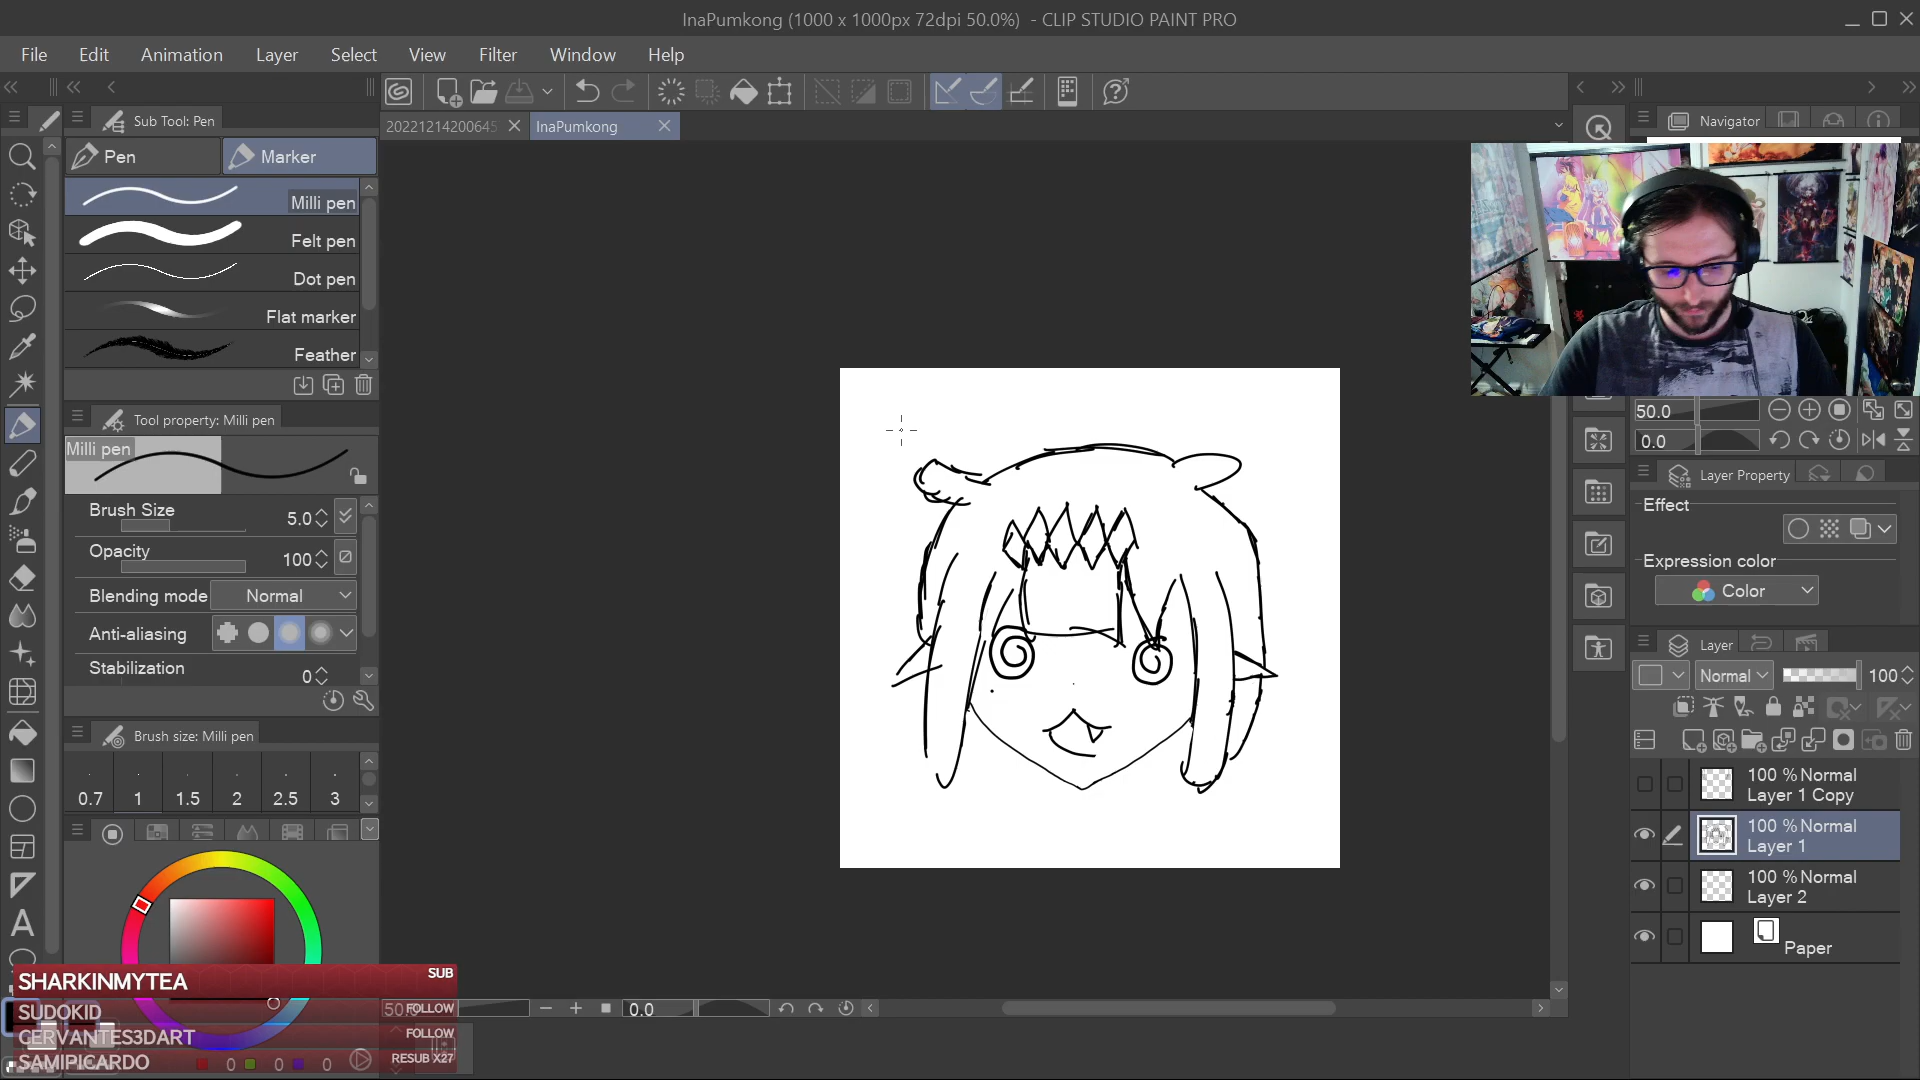 InaPumkong (1000 x 1000px 72dpi 50.0%) - CLIP STUDIO PAINT PRO
File Edit Animation Layer Select View Filter Window Help
Sub Tool: Pen
20221214200645 InaPumkong
Navigator
Pen Marker
Milli pen
Felt pen
Dot pen
Flat marker
Feather
Tool property: Milli pen
Milli pen
Brush Size 5.0
Opacity 100
Blending mode Normal
Anti-aliasing
Stabilization 0
Brush size: Milli pen
0.7 1 1.5 2 2.5 3
50.0
0.0
Layer Property
Effect
Expression color
Color
Layer
Normal 100
100 %Normal
Layer 1 Copy
100 %Normal
Layer 1
100 %Normal
Layer 2
Paper
SHARKINMYTEA SUB
SUDOKID FOLLOW
CERVANTES3DART FOLLOW
SAMIPICARDO RESUB X27
0 0 0
0.0